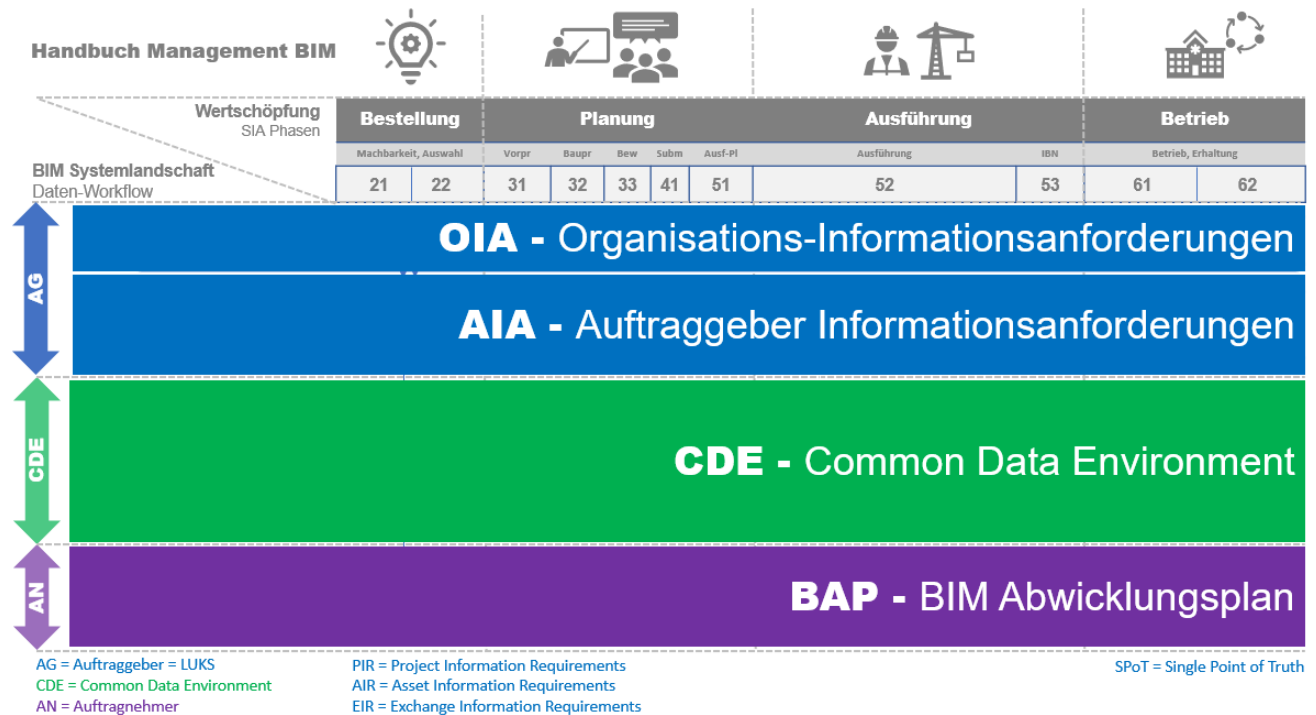 Handbuch Management BIM
Wertschöpfung
SIA Phasen
Bestellung Planung Ausführung Betrieb
Machbarkeit, Auswahl Vorpr Baupr Bew Subm Ausf-Pl Ausführung IBN Betrieb, Erhaltung
BIM Systemlandschaft
Daten-Workflow
21 22 31 32 33 41 51 52 53 61 62
AG
OIA - Organisations-Informationsanforderungen
AIA - Auftraggeber Informationsanforderungen
CDE
CDE - Common Data Environment
AN
BAP - BIM Abwicklungsplan
AG = Auftraggeber = LUKS
CDE = Common Data Environment
AN = Auftragnehmer
PIR = Project Information Requirements
AIR = Asset Information Requirements
EIR = Exchange Information Requirements
SPoT = Single Point of Truth